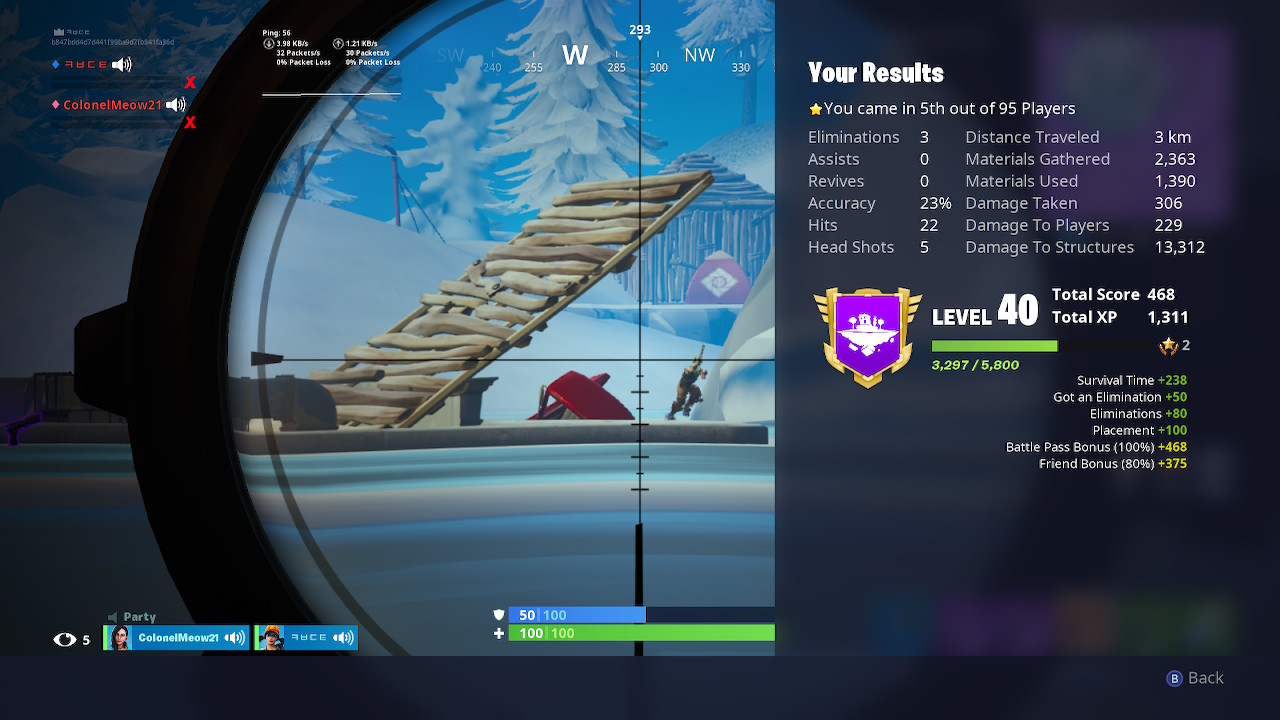 ㅋㅂㄷㅌ
ㅋㅂㄷㅌ
ColonelMeow21
Ping: 56
3.98 KB/s 1.21 KB/s
32 Packets/s 30 Packets/s
0% Packet Loss 0% Packet Loss
293
SW W NW
240 255 285 300 330
Your Results
You came in 5th out of 95 Players
Eliminations 3 Distance Traveled 3 km
Assists 0 Materials Gathered 2,363
Revives 0 Materials Used 1,390
Accuracy 23% Damage Taken 306
Hits 22 Damage To Players 229
Head Shots 5 Damage To Structures 13,312
LEVEL 40
Total Score 468
Total XP 1,311
2
3,297 / 5,800
Survival Time +238
Got an Elimination +50
Eliminations +80
Placement +100
Battle Pass Bonus (100%) +468
Friend Bonus (80%) +375
Party
5 ColonelMeow21 ㅋㅂㄷㅌ
50 | 100
100 | 100
B Back